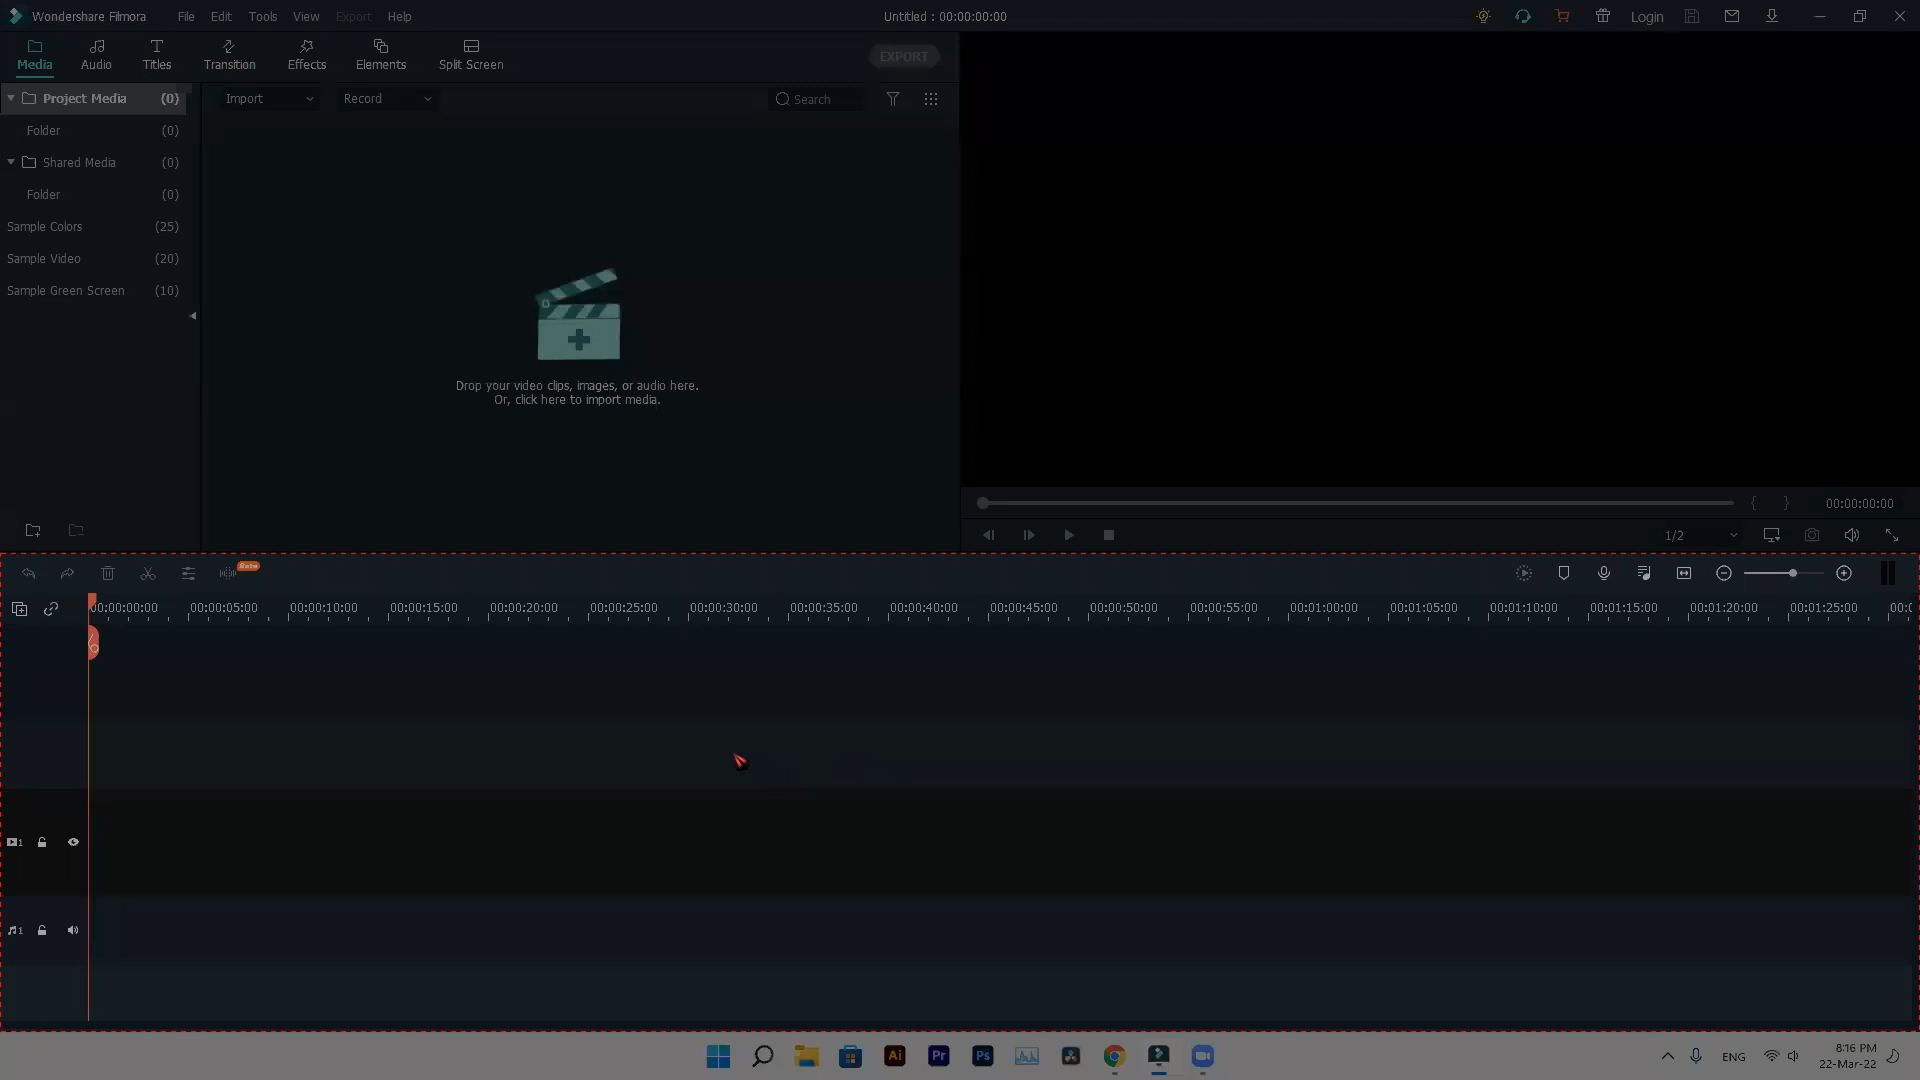 Wondershare Filmora File Edit Tools View Export Help Untitled : 00:00:00:00 Login
Media Audio Titles Transition Effects Elements Split Screen EXPORT
Project Media (0) Import Record Search
Folder (0)
Shared Media (0)
Folder (0)
Sample Colors (25)
Sample Video (20)
Sample Green Screen (10)
Drop your video clips, images, or audio here.
Or, click here to import media.
{ } 00:00:00:00
1/2
Beta
00:00:00:00 00:00:05:00 00:00:10:00 00:00:15:00 00:00:20:00 00:00:25:00 00:00:30:00 00:00:35:00 00:00:40:00 00:00:45:00 00:00:50:00 00:00:55:00 00:01:00:00 00:01:05:00 00:01:10:00 00:01:15:00 00:01:20:00 00:01:25:00
1
1
Ai Pr Ps ENG 8:16 PM
22-Mar-22